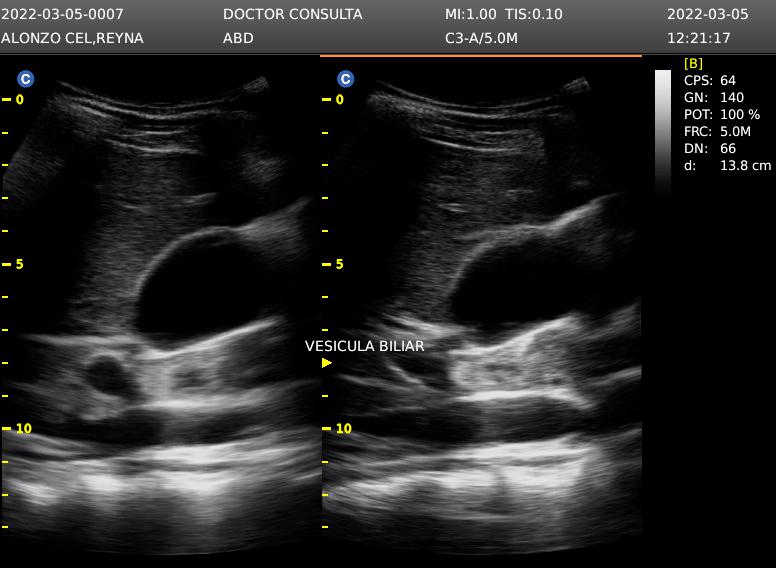 2022-03-05-0007 DOCTOR CONSULTA MI:1.00 TIS:0.10 2022-03-05
ALONZO CEL,REYNA ABD C3-A/5.0M 12:21:17
C C
[B]
CPS: 64
GN: 140
POT: 100 %
FRC: 5.0M
DN: 66
d: 13.8 cm
0 0
5 5
VESICULA BILIAR
10 10